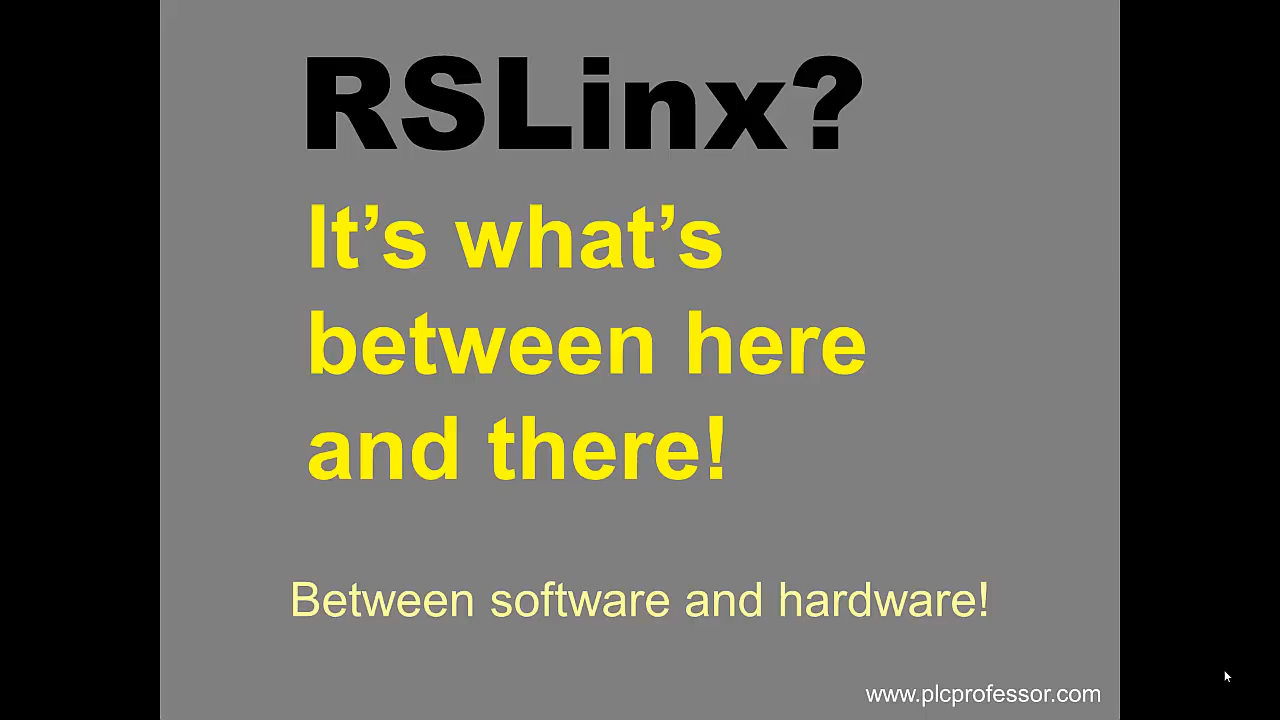 RSLinx?
It’s what’s
between here
and there!
Between software and hardware!
www.plcprofessor.com